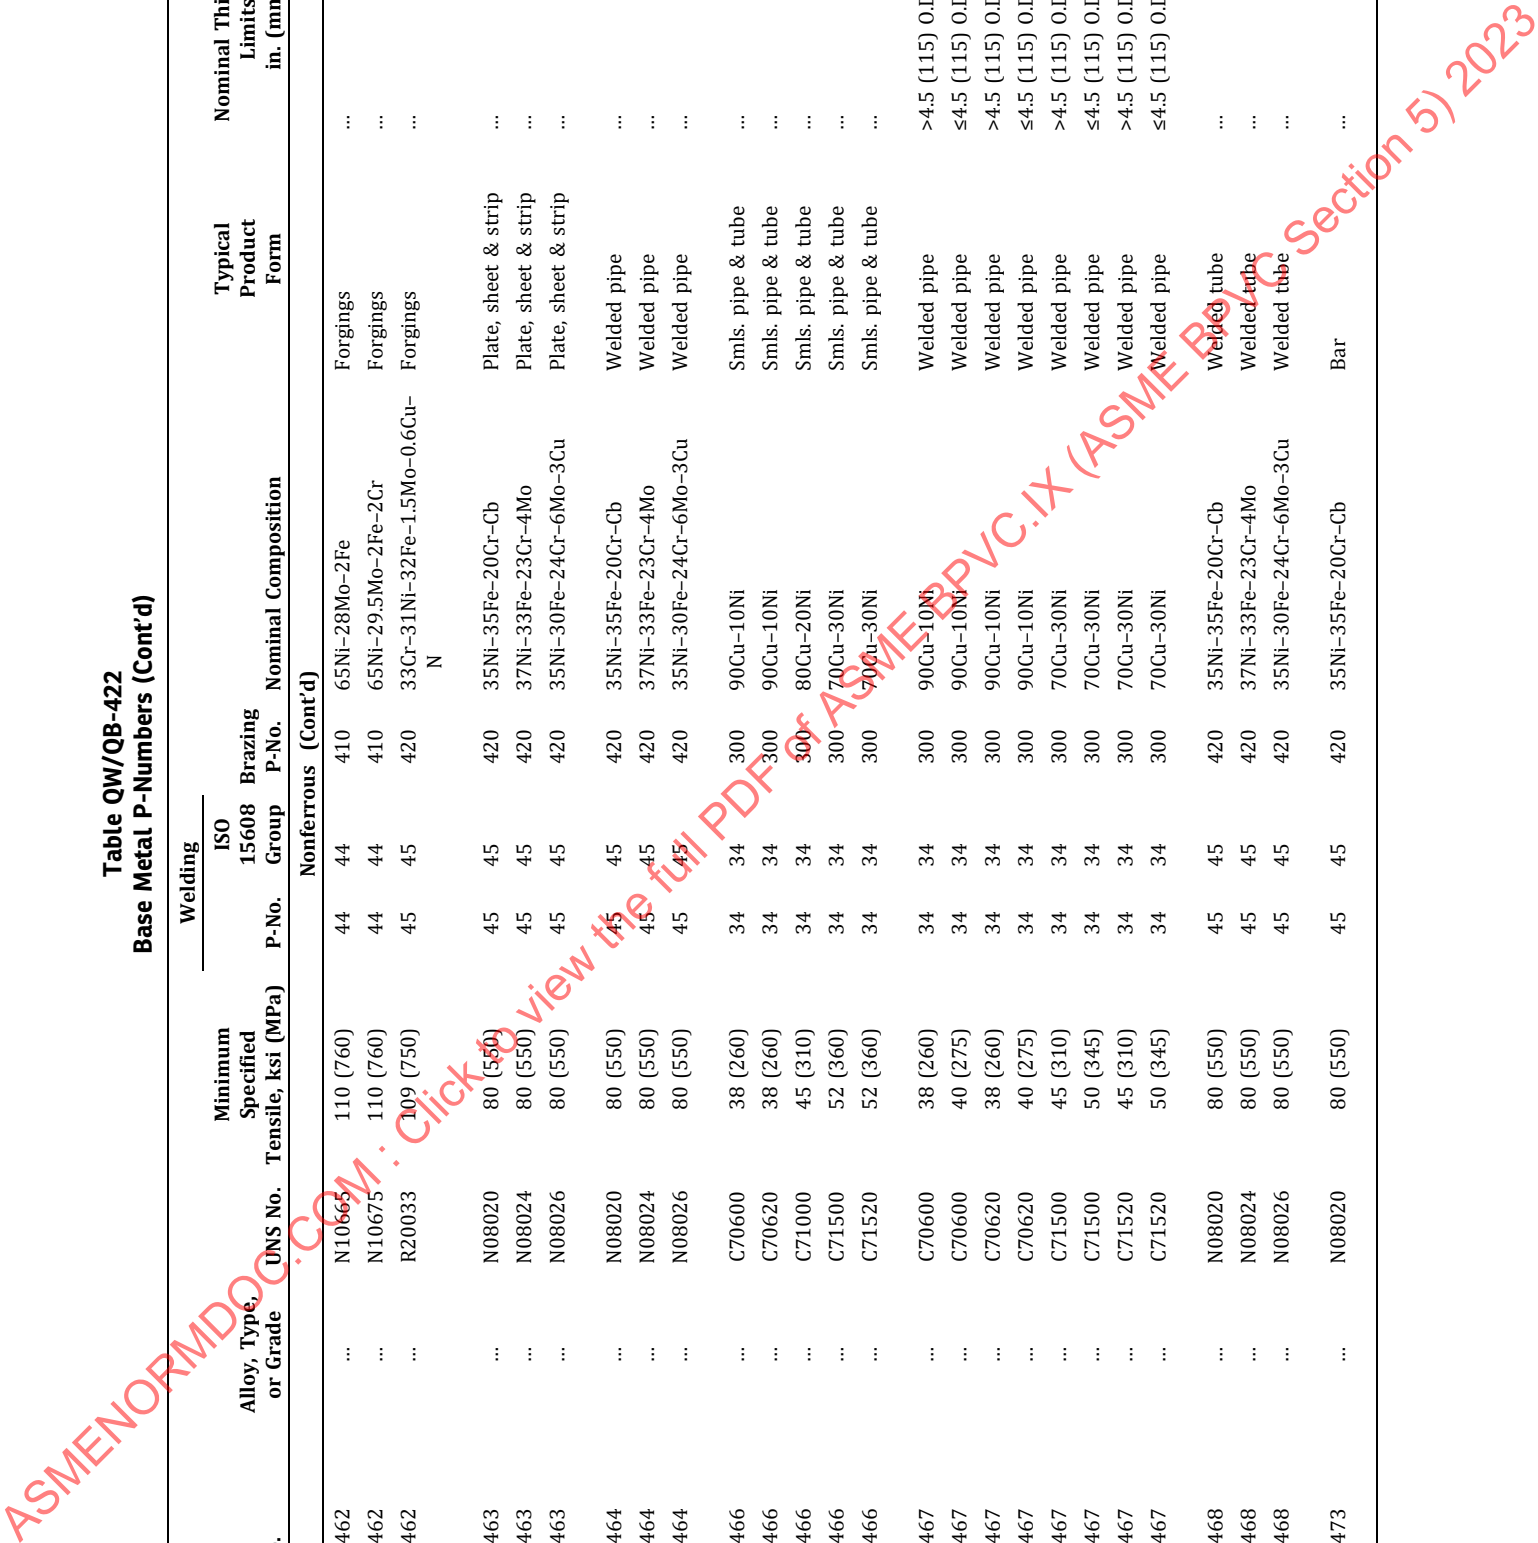 Table QW/QB-422
Base Metal P-Numbers (Cont'd)
Welding
Alloy, Type, or Grade UNS No. Minimum Specified Tensile, ksi (MPa) P-No. ISO 15608 Group Brazing P-No. Nominal Composition Typical Product Form Nominal Thi Limits in. (mm
Nonferrous (Cont'd)
462 ... N10665 110 (760) 44 44 410 65Ni–28Mo–2Fe Forgings ...
462 ... N10675 110 (760) 44 44 410 65Ni–29.5Mo–2Fe–2Cr Forgings ...
462 ... R20033 109 (750) 45 45 420 33Cr–31Ni–32Fe–1.5Mo–0.6Cu– Forgings ...
N
463 ... N08020 80 (550) 45 45 420 35Ni–35Fe–20Cr–Cb Plate, sheet & strip ...
463 ... N08024 80 (550) 45 45 420 37Ni–33Fe–23Cr–4Mo Plate, sheet & strip ...
463 ... N08026 80 (550) 45 45 420 35Ni–30Fe–24Cr–6Mo–3Cu Plate, sheet & strip ...
464 ... N08020 80 (550) 45 45 420 35Ni–35Fe–20Cr–Cb Welded pipe ...
464 ... N08024 80 (550) 45 45 420 37Ni–33Fe–23Cr–4Mo Welded pipe ...
464 ... N08026 80 (550) 45 45 420 35Ni–30Fe–24Cr–6Mo–3Cu Welded pipe ...
466 ... C70600 38 (260) 34 34 300 90Cu–10Ni Smls. pipe & tube ...
466 ... C70620 38 (260) 34 34 300 90Cu–10Ni Smls. pipe & tube ...
466 ... C71000 45 (310) 34 34 300 80Cu–20Ni Smls. pipe & tube ...
466 ... C71500 52 (360) 34 34 300 70Cu–30Ni Smls. pipe & tube ...
466 ... C71520 52 (360) 34 34 300 70Cu–30Ni Smls. pipe & tube ...
467 ... C70600 38 (260) 34 34 300 90Cu–10Ni Welded pipe >4.5 (115) O.D
467 ... C70600 40 (275) 34 34 300 90Cu–10Ni Welded pipe ≤4.5 (115) O.D
467 ... C70620 38 (260) 34 34 300 90Cu–10Ni Welded pipe >4.5 (115) O.D
467 ... C70620 40 (275) 34 34 300 90Cu–10Ni Welded pipe ≤4.5 (115) O.D
467 ... C71500 45 (310) 34 34 300 70Cu–30Ni Welded pipe >4.5 (115) O.D
467 ... C71500 50 (345) 34 34 300 70Cu–30Ni Welded pipe ≤4.5 (115) O.D
467 ... C71520 45 (310) 34 34 300 70Cu–30Ni Welded pipe >4.5 (115) O.D
467 ... C71520 50 (345) 34 34 300 70Cu–30Ni Welded pipe ≤4.5 (115) O.D
468 ... N08020 80 (550) 45 45 420 35Ni–35Fe–20Cr–Cb Welded tube ...
468 ... N08024 80 (550) 45 45 420 37Ni–33Fe–23Cr–4Mo Welded tube ...
468 ... N08026 80 (550) 45 45 420 35Ni–30Fe–24Cr–6Mo–3Cu Welded tube ...
473 ... N08020 80 (550) 45 45 420 35Ni–35Fe–20Cr–Cb Bar ...
ASMENORMDOC.COM : Click to view the full PDF of ASME BPVC.IX (ASME BPVC Section 5) 2023